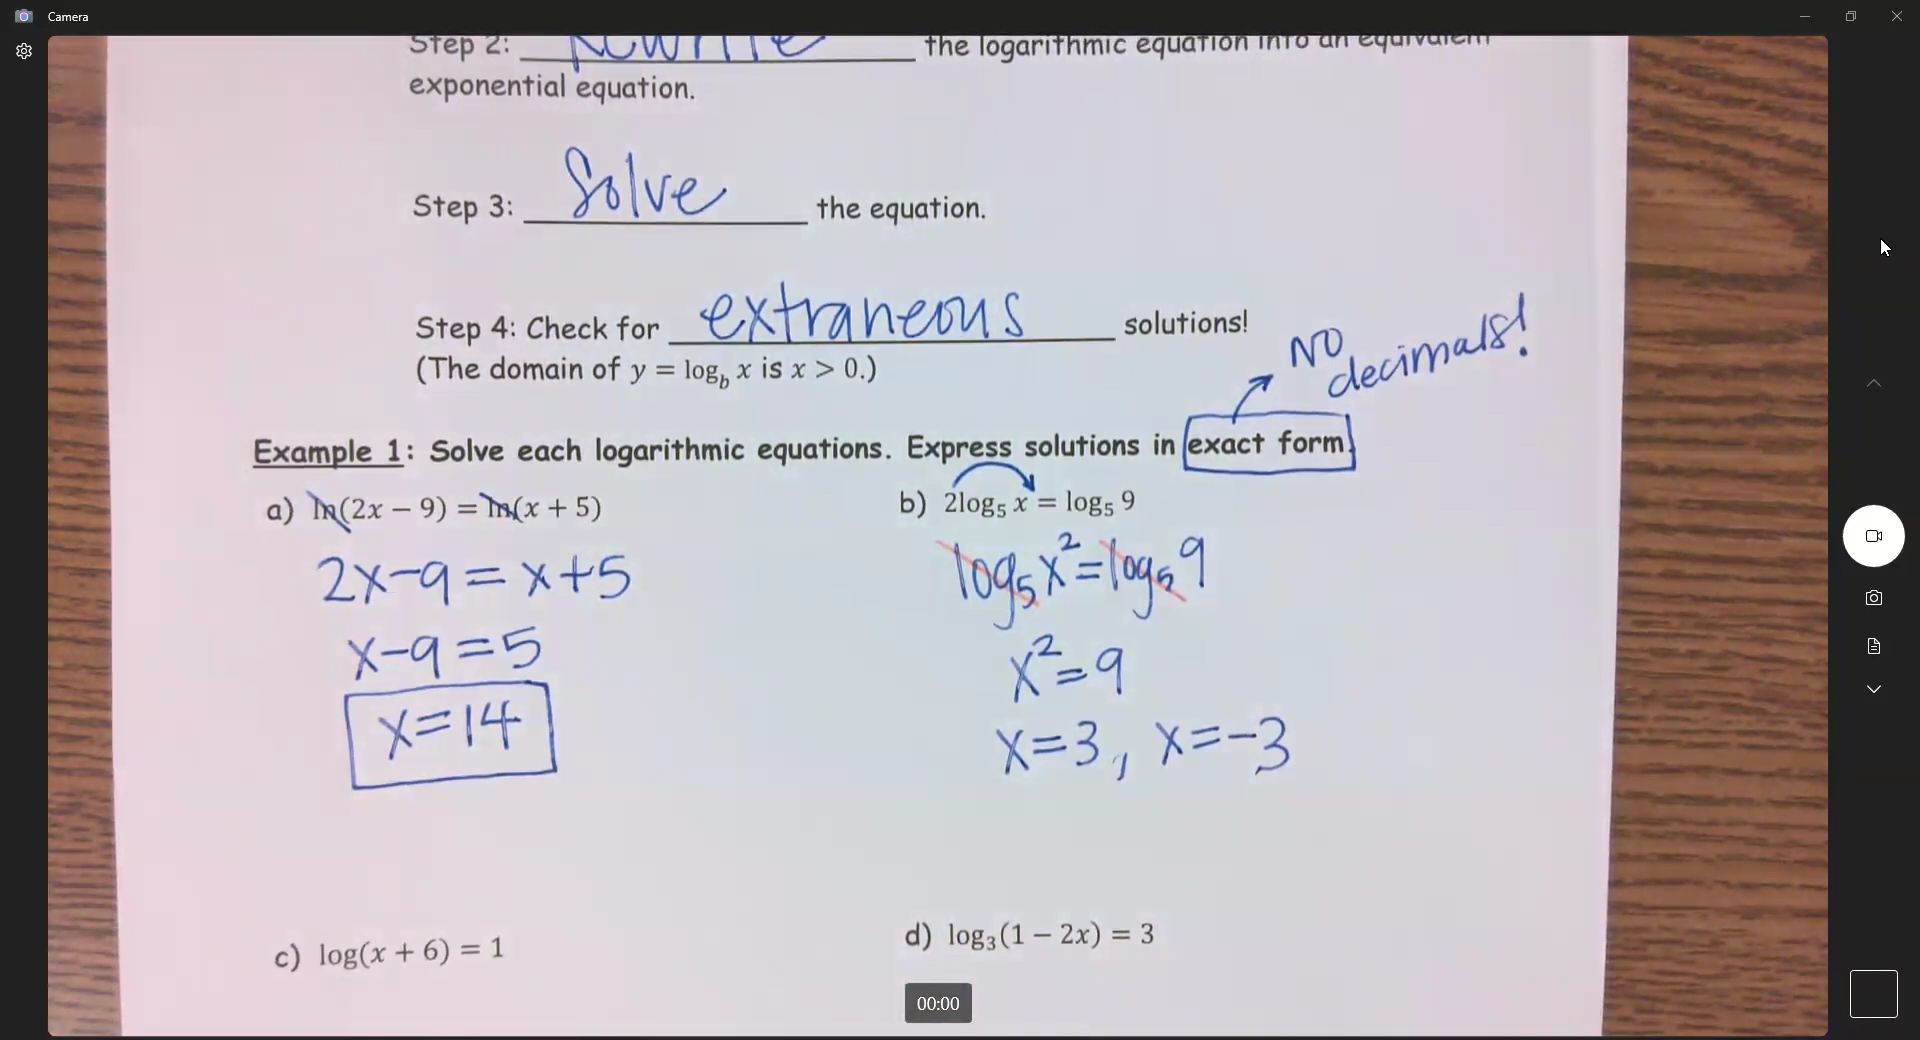 Camera
Step 2: Rewrite the logarithmic equation into an equivalent
exponential equation.
Step 3: Solve the equation.
Step 4: Check for extraneous solutions!
(The domain of y = log_b x is x > 0.)
NO
decimals!
Example 1: Solve each logarithmic equations. Express solutions in exact form.
a) ln(2x − 9) = ln(x + 5)
2x-9=x+5
x-9=5
x=14
b) 2log₅ x = log₅ 9
log₅x²=log₅9
x²=9
x=3, x=-3
c) log(x + 6) = 1
d) log₃(1 − 2x) = 3
00:00